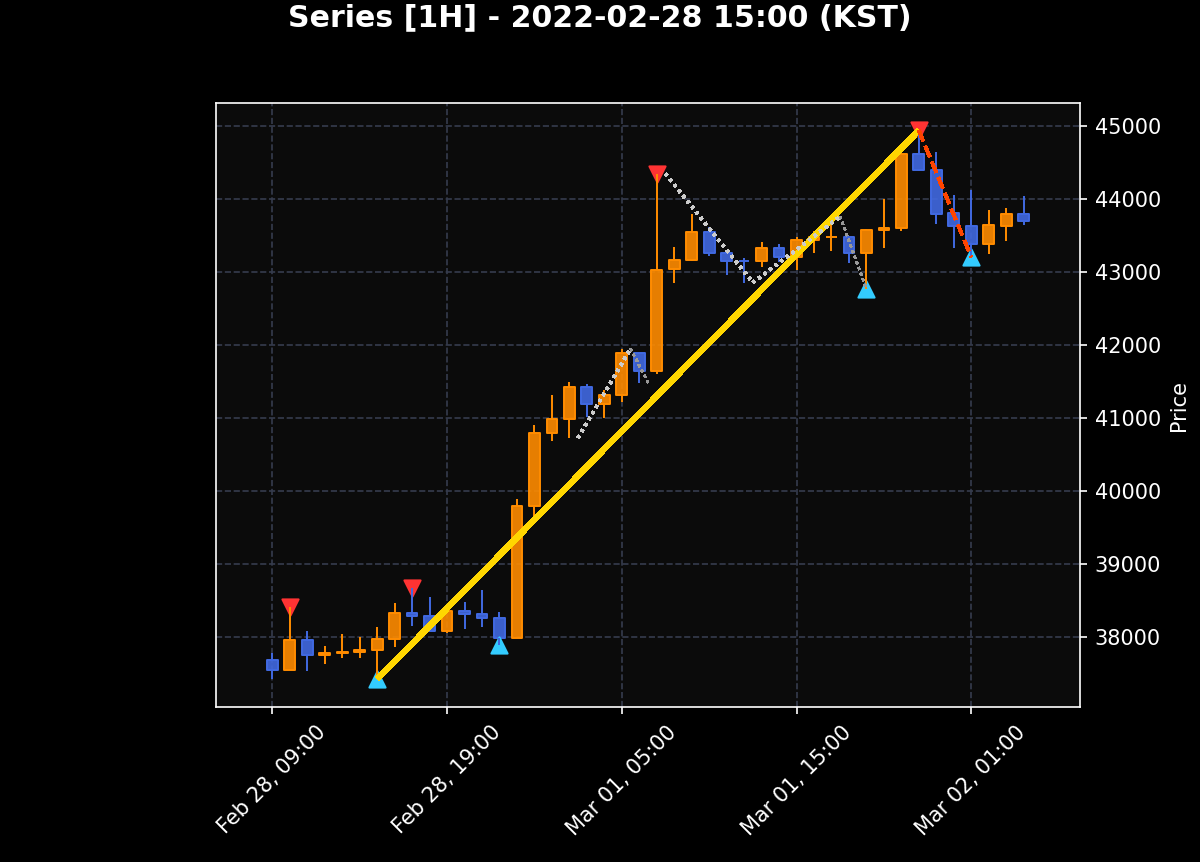 Series [1H] - 2022-02-28 15:00 (KST)
45000
44000
43000
42000
41000
40000
39000
38000
Price
Feb 28, 09:00
Feb 28, 19:00
Mar 01, 05:00
Mar 01, 15:00
Mar 02, 01:00